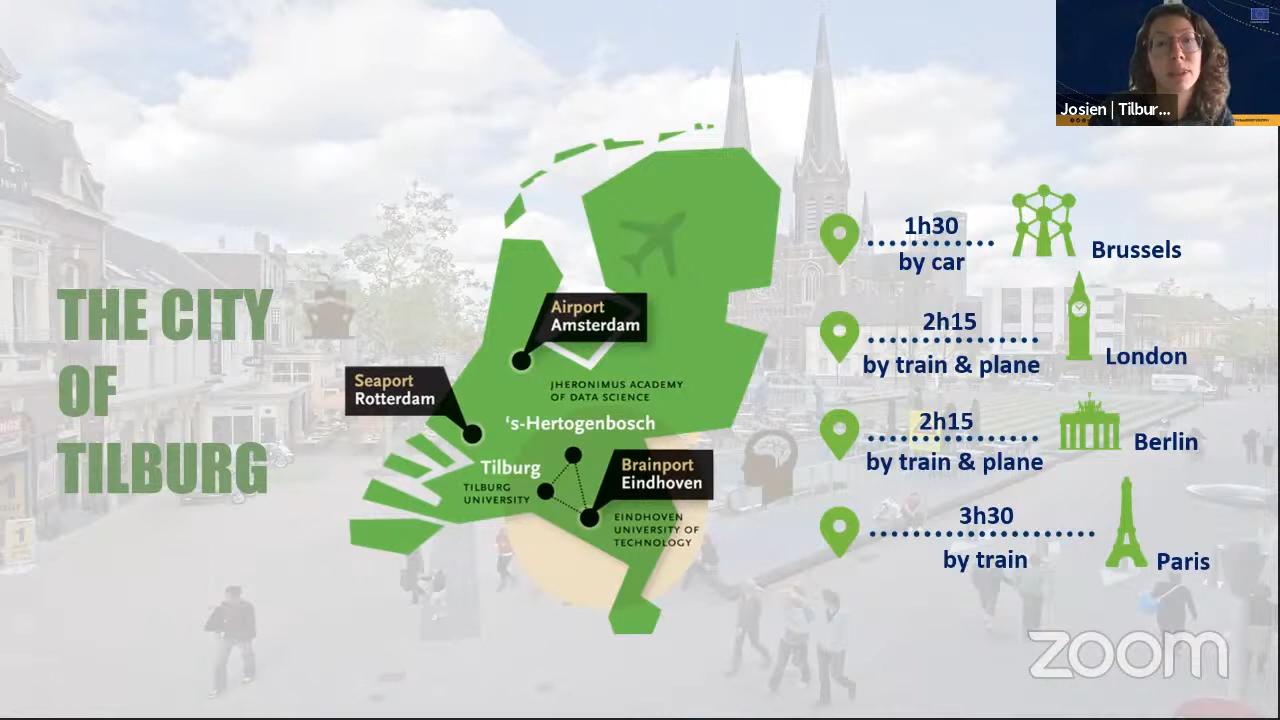 Josien | Tilbur...
THE CITY
OF
TILBURG
Airport
Amsterdam
Seaport
Rotterdam
JHERONIMUS ACADEMY
OF DATA SCIENCE
‘s-Hertogenbosch
Tilburg
TILBURG
UNIVERSITY
Brainport
Eindhoven
EINDHOVEN
UNIVERSITY OF
TECHNOLOGY
1h30
by car
Brussels
2h15
by train & plane
London
2h15
by train & plane
Berlin
3h30
by train
Paris
zoom